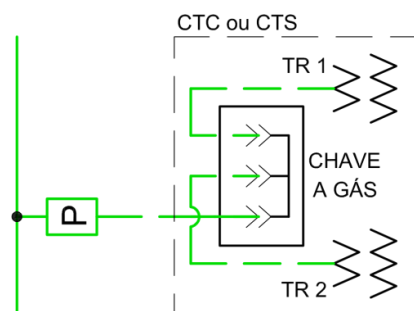 CTC ou CTS
TR 1
CHAVE
A GÁS
P
TR 2